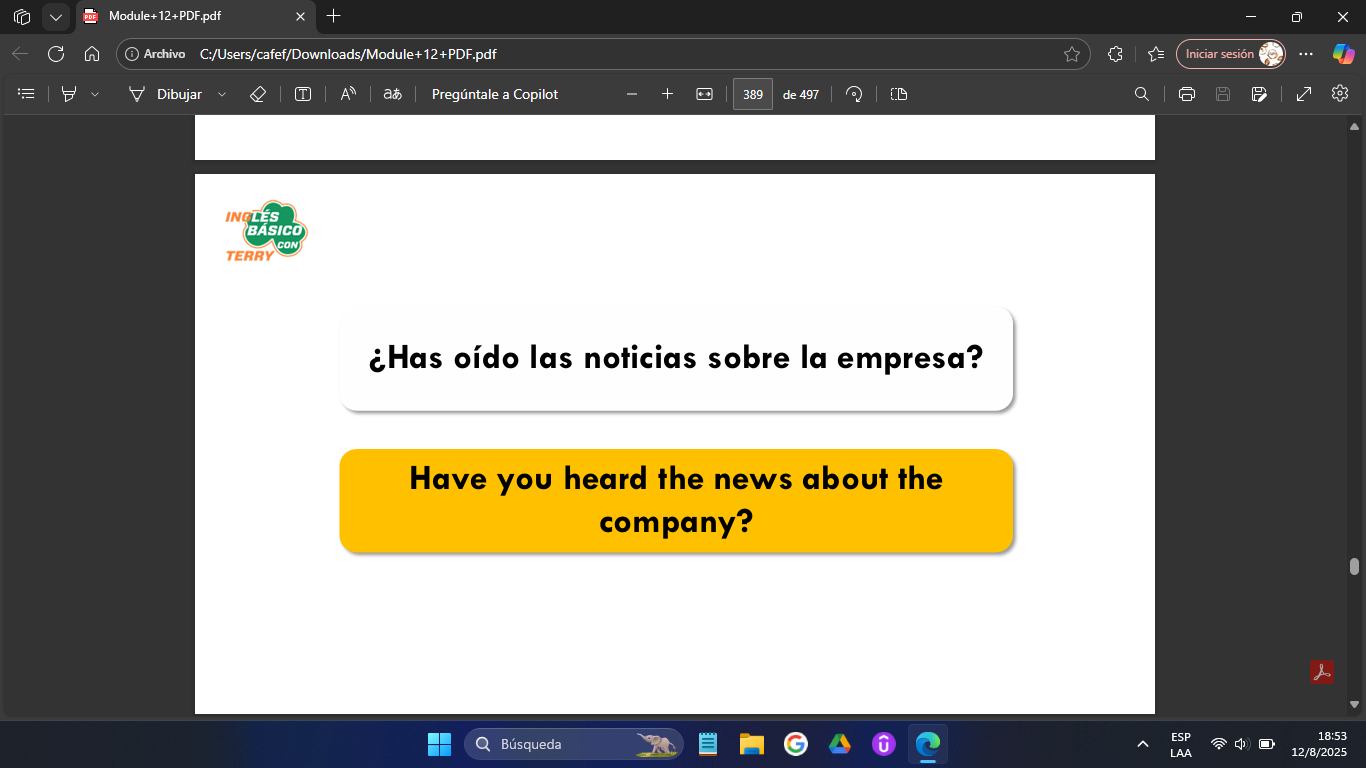 Module+12+PDF.pdf
Archivo C:/Users/cafef/Downloads/Module+12+PDF.pdf Iniciar sesión
Dibujar Pregúntale a Copilot 389 de 497
INGLÉS
BÁSICO
CON
TERRY
¿Has oído las noticias sobre la empresa?
Have you heard the news about the
company?
Búsqueda
ESP
LAA
18:53
12/8/2025